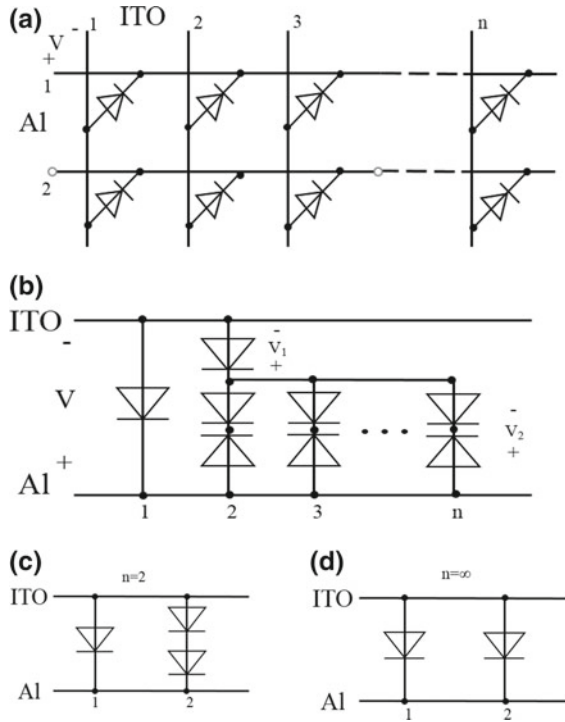 (a)
ITO
1 2 3 n
V -
+
1
Al
2
(b)
ITO
-
V
+
Al
-
V1
+
-
V2
+
1 2 3 n
(c)
n=2
ITO
Al
1 2
(d)
n=∞
ITO
Al
1 2